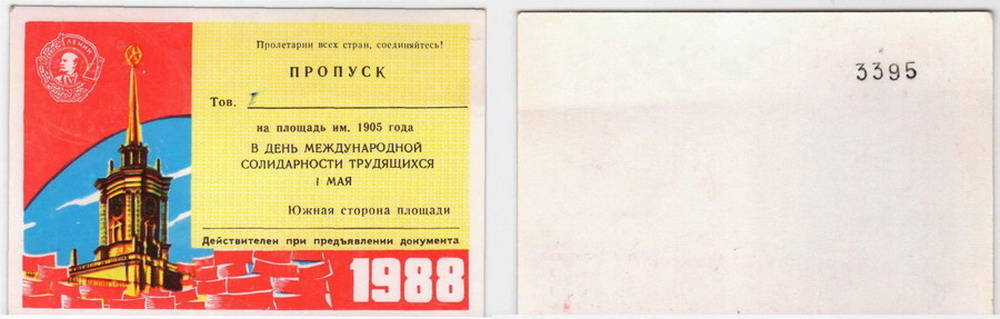 ЛЕНИН
Пролетарии всех стран, соединяйтесь!
ПРОПУСК
Тов.
на площадь им. 1905 года
В ДЕНЬ МЕЖДУНАРОДНОЙ
СОЛИДАРНОСТИ ТРУДЯЩИХСЯ
1 МАЯ
Южная сторона площади
Действителен при предъявлении документа
1988
3395